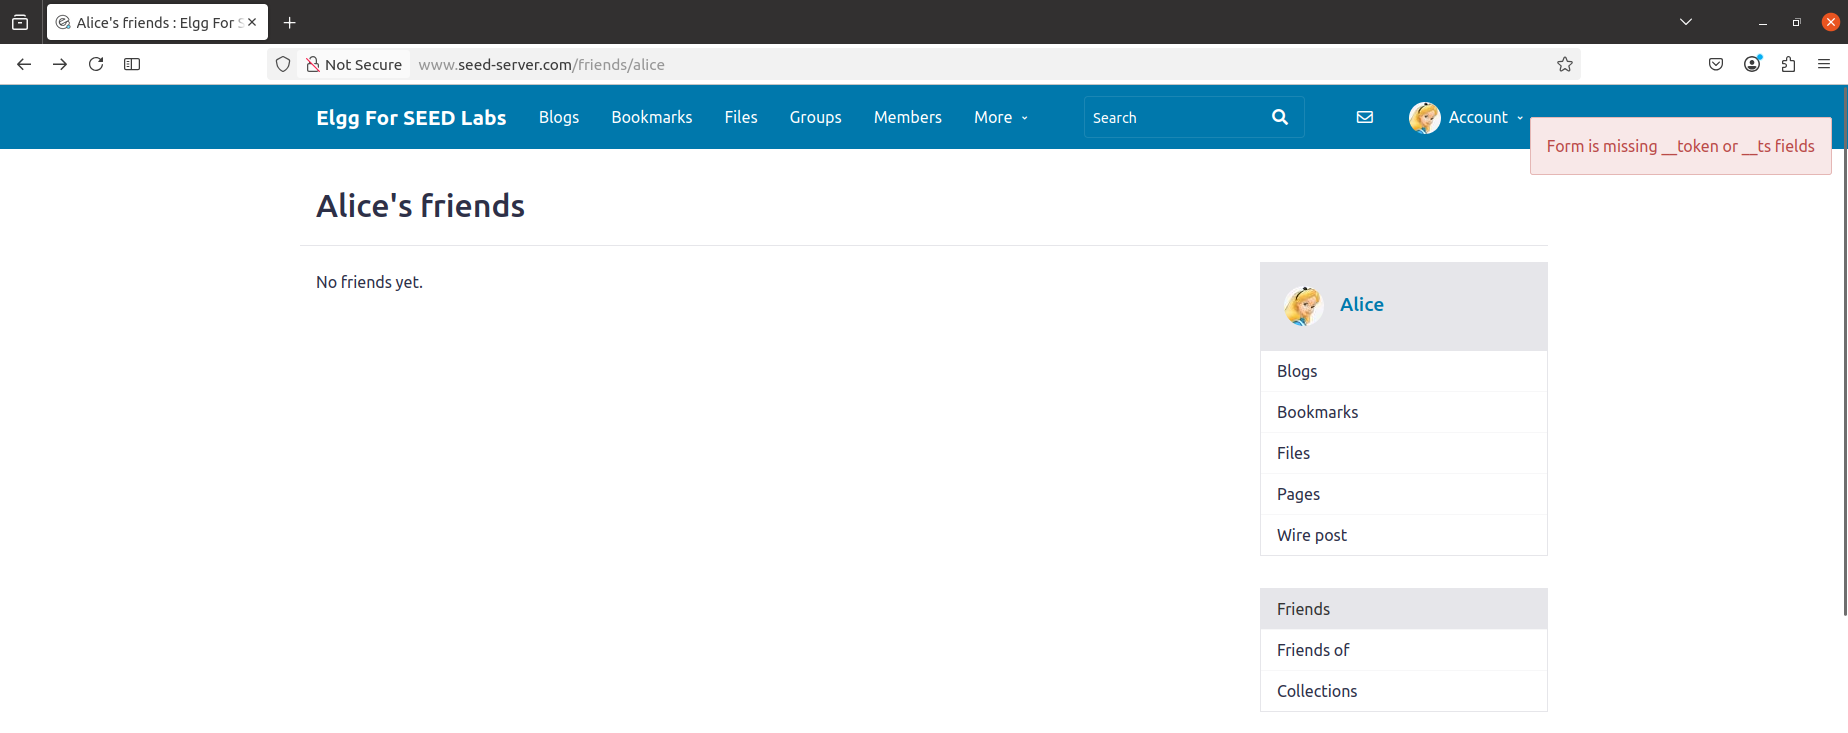 Alice's friends : Elgg For S
Not Secure www.seed-server.com/friends/alice
Elgg For SEED Labs Blogs Bookmarks Files Groups Members More Search Account
Form is missing __token or __ts fields
Alice's friends
No friends yet.
Alice
Blogs
Bookmarks
Files
Pages
Wire post
Friends
Friends of
Collections